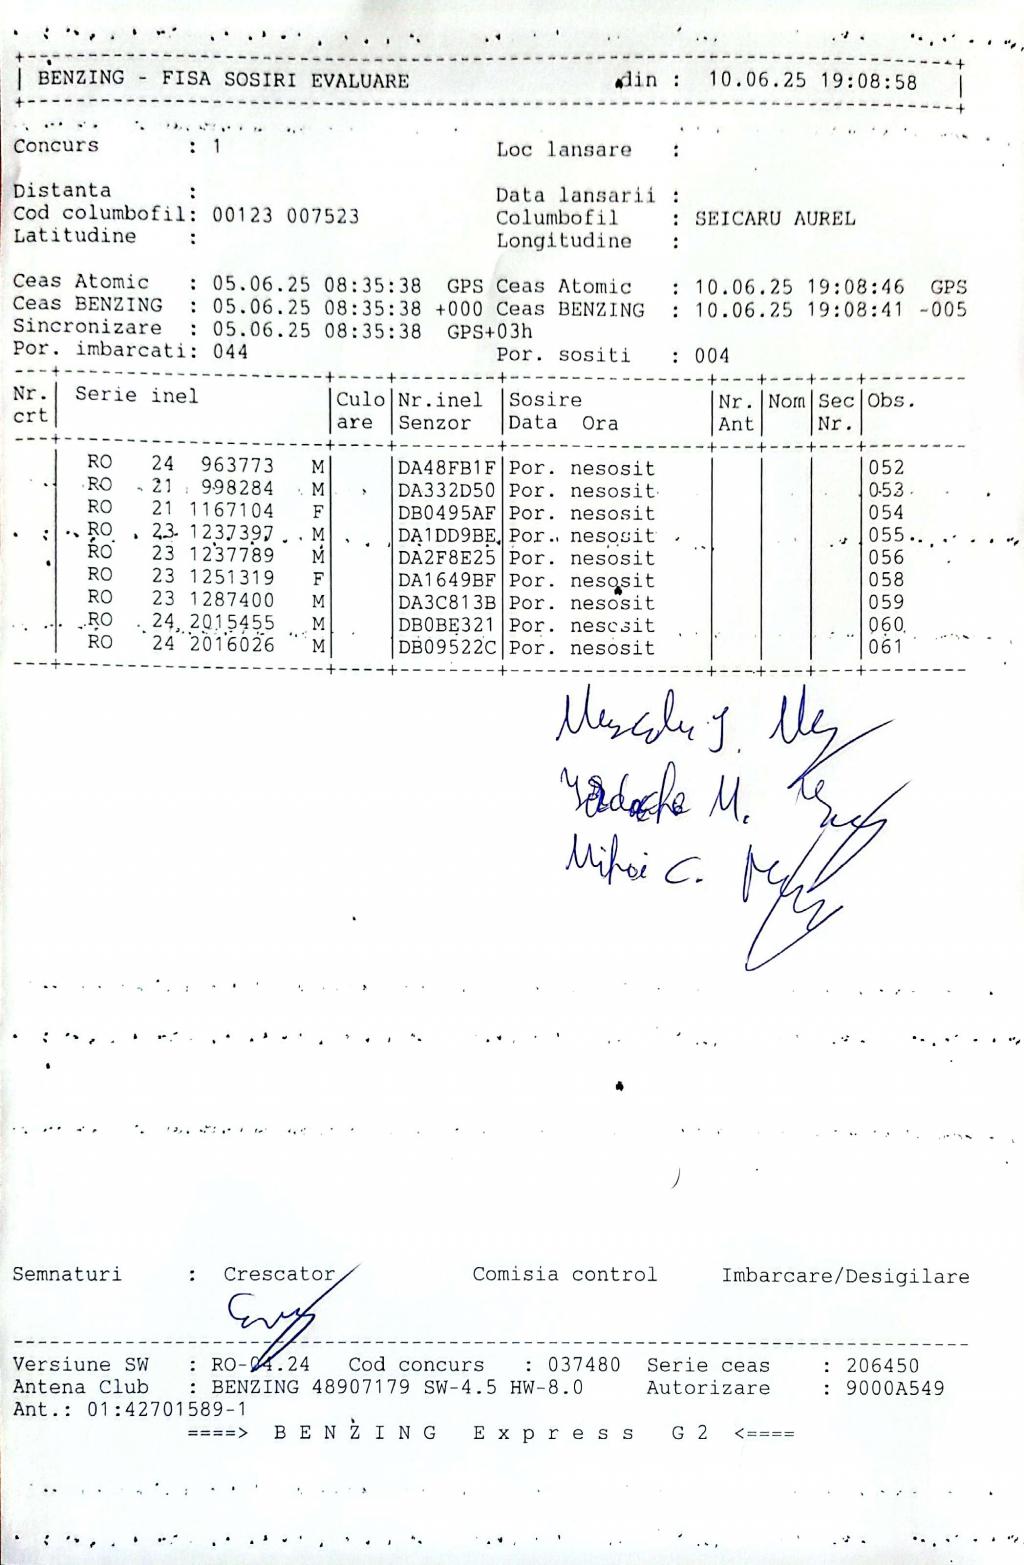 BENZING - FISA SOSIRI EVALUARE din : 10.06.25 19:08:58
Concurs : 1 Loc lansare :
Distanta : Data lansarii :
Cod columbofil: 00123 007523 Columbofil : SEICARU AUREL
Latitudine : Longitudine :
Ceas Atomic : 05.06.25 08:35:38 GPS Ceas Atomic : 10.06.25 19:08:46 GPS
Ceas BENZING : 05.06.25 08:35:38 +000 Ceas BENZING : 10.06.25 19:08:41 -005
Sincronizare : 05.06.25 08:35:38 GPS+03h
Por. imbarcati: 044 Por. sositi : 004
Nr. Serie inel Culo Nr.inel Sosire Nr. Nom Sec Obs.
crt are Senzor Data Ora Ant Nr.
RO 24 963773 M DA48FB1F Por. nesosit 052
RO 21 998284 M DA332D50 Por. nesosit 053
RO 21 1167104 F DB0495AF Por. nesosit 054
RO 23 1237397 M DA1DD9BE Por. nesosit 055
RO 23 1237789 M DA2F8E25 Por. nesosit 056
RO 23 1251319 F DA1649BF Por. nesosit 058
RO 23 1287400 M DA3C813B Por. nesosit 059
RO 24 2015455 M DB0BE321 Por. nesosit 060
RO 24 2016026 M DB09522C Por. nesosit 061
M.
Mihai C.
Semnaturi : Crescator Comisia control Imbarcare/Desigilare
Versiune SW : RO-04.24 Cod concurs : 037480 Serie ceas : 206450
Antena Club : BENZING 48907179 SW-4.5 HW-8.0 Autorizare : 9000A549
Ant.: 01:42701589-1
====> B E N Z I N G E x p r e s s G 2 <====